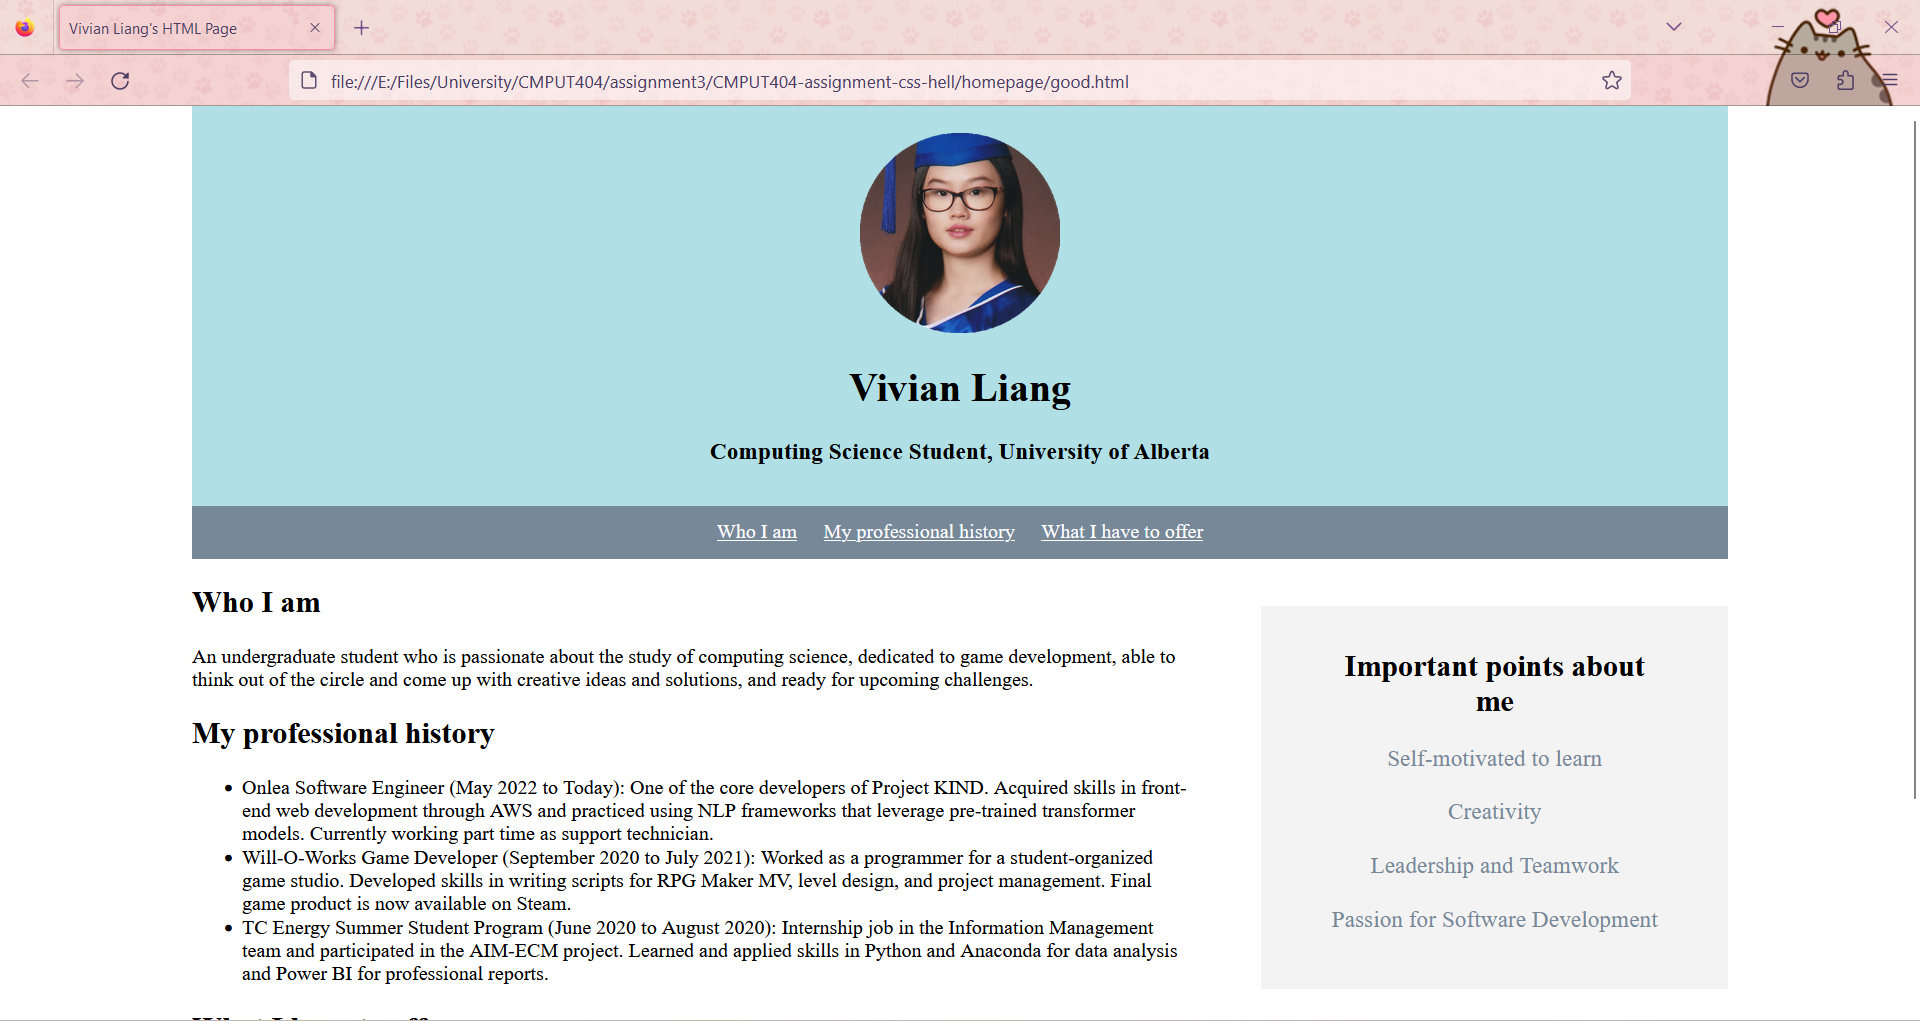 Vivian Liang's HTML Page
file:///E:/Files/University/CMPUT404/assignment3/CMPUT404-assignment-css-hell/homepage/good.html
Vivian Liang
Computing Science Student, University of Alberta
Who I am My professional history What I have to offer
Who I am
An undergraduate student who is passionate about the study of computing science, dedicated to game development, able to
think out of the circle and come up with creative ideas and solutions, and ready for upcoming challenges.
My professional history
• Onlea Software Engineer (May 2022 to Today): One of the core developers of Project KIND. Acquired skills in front-
end web development through AWS and practiced using NLP frameworks that leverage pre-trained transformer
models. Currently working part time as support technician.
• Will-O-Works Game Developer (September 2020 to July 2021): Worked as a programmer for a student-organized
game studio. Developed skills in writing scripts for RPG Maker MV, level design, and project management. Final
game product is now available on Steam.
• TC Energy Summer Student Program (June 2020 to August 2020): Internship job in the Information Management
team and participated in the AIM-ECM project. Learned and applied skills in Python and Anaconda for data analysis
and Power BI for professional reports.
Important points about
me
Self-motivated to learn
Creativity
Leadership and Teamwork
Passion for Software Development